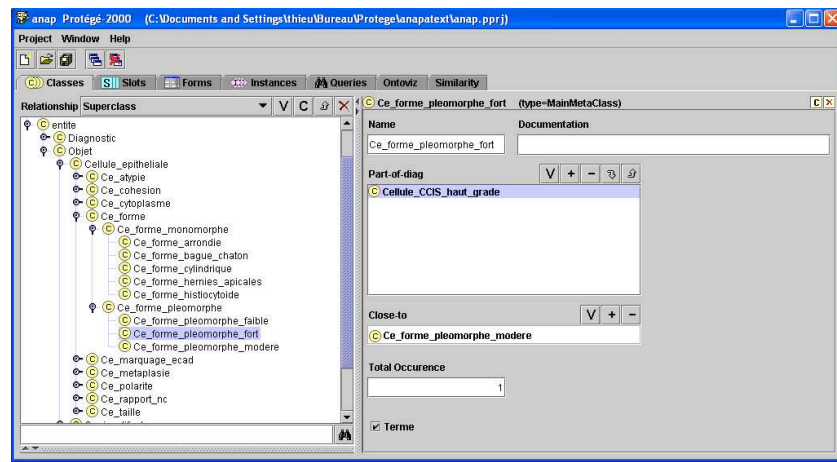 anap Protégé-2000 (C:\Documents and Settings\thieu\Bureau\Protege\anapatext\anap.pprj)
Project Window Help
Classes Slots Forms Instances Queries Ontoviz Similarity
Relationship Superclass V C
entite
Diagnostic
Objet
Cellule_epitheliale
Ce_atypie
Ce_cohesion
Ce_cytoplasme
Ce_forme
Ce_forme_monomorphe
Ce_forme_arrondie
Ce_forme_bague_chaton
Ce_forme_cylindrique
Ce_forme_hernies_apicales
Ce_forme_histiocytoide
Ce_forme_pleomorphe
Ce_forme_pleomorphe_faible
Ce_forme_pleomorphe_fort
Ce_forme_pleomorphe_modere
Ce_marquage_ecad
Ce_metaplasie
Ce_polarite
Ce_rapport_nc
Ce_taille
Ce_forme_pleomorphe_fort (type=MainMetaClass) C x
Name Documentation
Ce_forme_pleomorphe_fort
Part-of-diag V + -
Cellule_CCIS_haut_grade
Close-to V + -
Ce_forme_pleomorphe_modere
Total Occurence
1
Terme